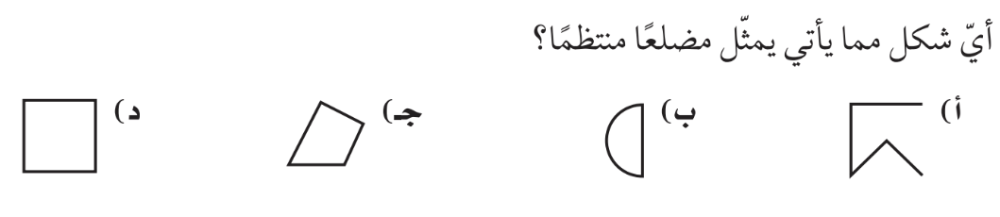 أيّ شكل مما يأتي يمثّل مضلعًا منتظمًا؟
أ) ب) جـ) د)